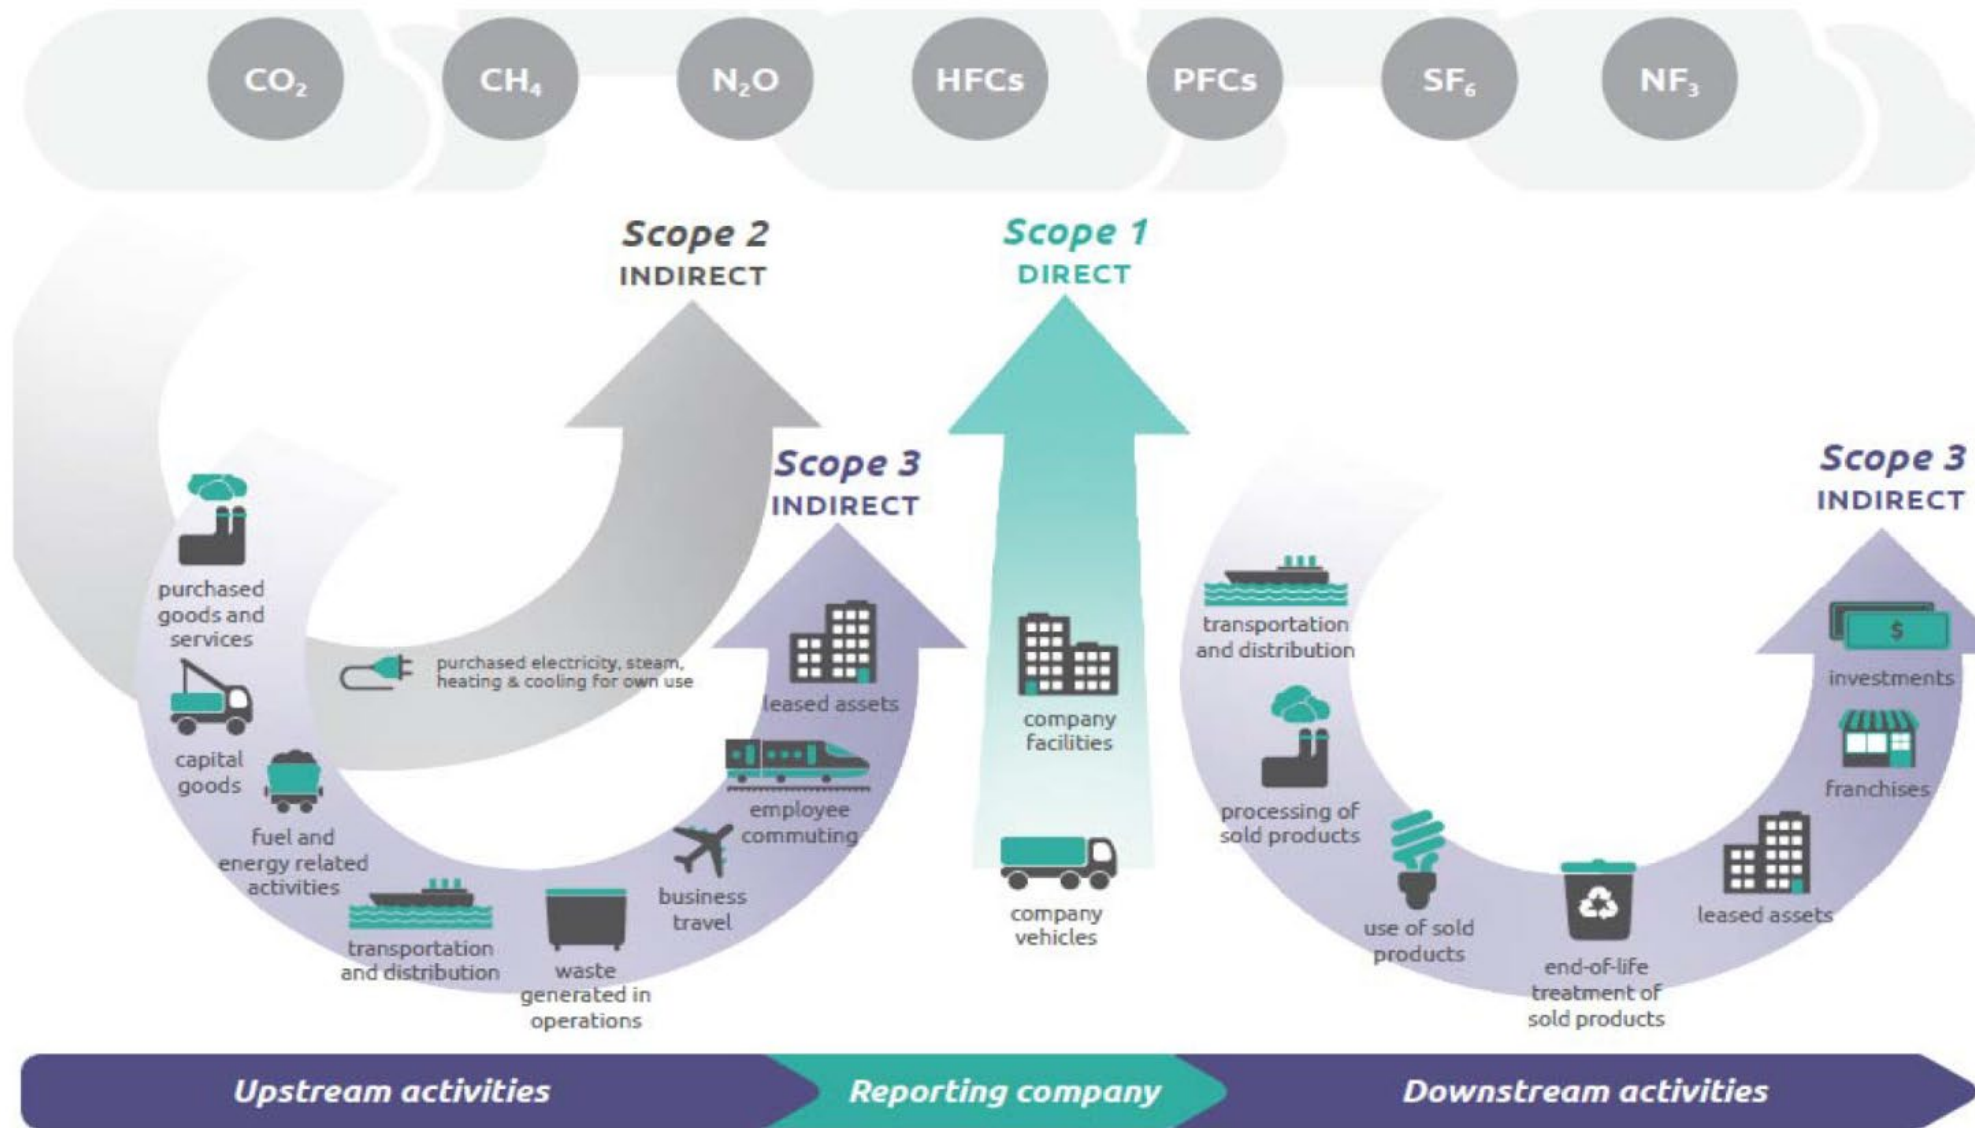 CO₂
CH₄
N₂O
HFCs
PFCs
SF₆
NF₃
Scope 2
INDIRECT
Scope 1
DIRECT
Scope 3
INDIRECT
Scope 3
INDIRECT
purchased
goods and
services
capital
goods
fuel and
energy related
activities
transportation
and distribution
waste
generated in
operations
business
travel
employee
commuting
leased assets
purchased electricity, steam,
heating & cooling for own use
company
facilities
company
vehicles
transportation
and distribution
processing of
sold products
use of sold
products
end-of-life
treatment of
sold products
leased assets
franchises
$
investments
Upstream activities
Reporting company
Downstream activities